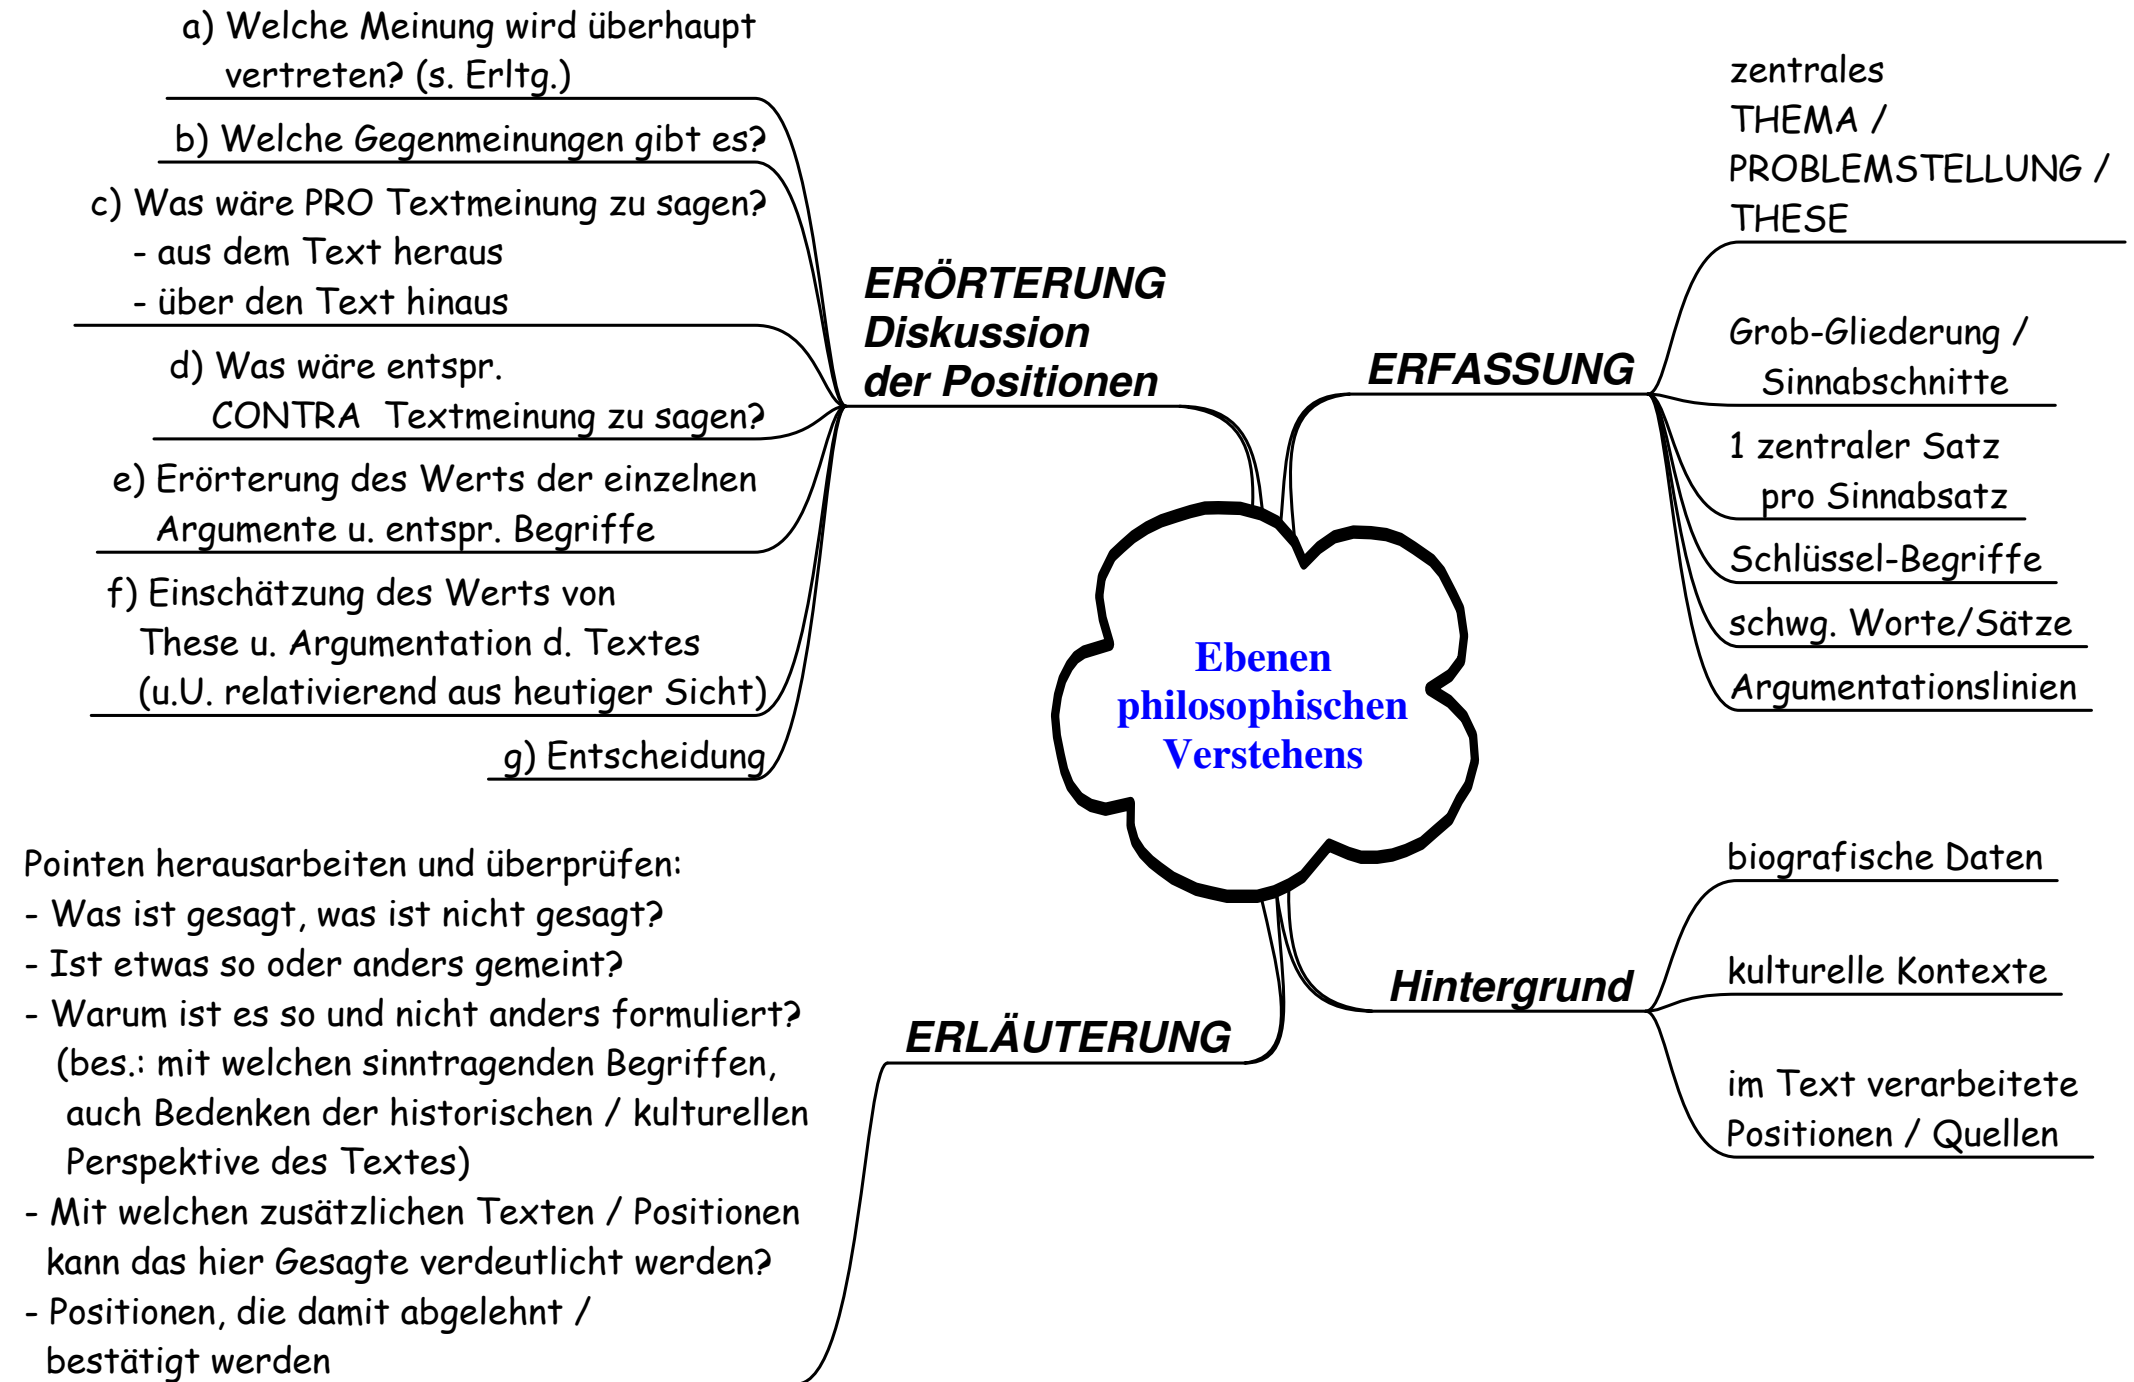 Ebenen
philosophischen
Verstehens
ERFASSUNG
zentrales
THEMA /
PROBLEMSTELLUNG /
THESE
Grob-Gliederung /
Sinnabschnitte
1 zentraler Satz
pro Sinnabsatz
Schlüssel-Begriffe
schwg. Worte/Sätze
Argumentationslinien
Hintergrund
biografische Daten
kulturelle Kontexte
im Text verarbeitete
Positionen / Quellen
ERLÄUTERUNG
Pointen herausarbeiten und überprüfen:
- Was ist gesagt, was ist nicht gesagt?
- Ist etwas so oder anders gemeint?
- Warum ist es so und nicht anders formuliert?
(bes.: mit welchen sinntragenden Begriffen,
auch Bedenken der historischen / kulturellen
Perspektive des Textes)
- Mit welchen zusätzlichen Texten / Positionen
kann das hier Gesagte verdeutlicht werden?
- Positionen, die damit abgelehnt /
bestätigt werden
ERÖRTERUNG
Diskussion
der Positionen
a) Welche Meinung wird überhaupt
vertreten? (s. Erltg.)
b) Welche Gegenmeinungen gibt es?
c) Was wäre PRO Textmeinung zu sagen?
- aus dem Text heraus
- über den Text hinaus
d) Was wäre entspr.
CONTRA Textmeinung zu sagen?
e) Erörterung des Werts der einzelnen
Argumente u. entspr. Begriffe
f) Einschätzung des Werts von
These u. Argumentation d. Textes
(u.U. relativierend aus heutiger Sicht)
g) Entscheidung